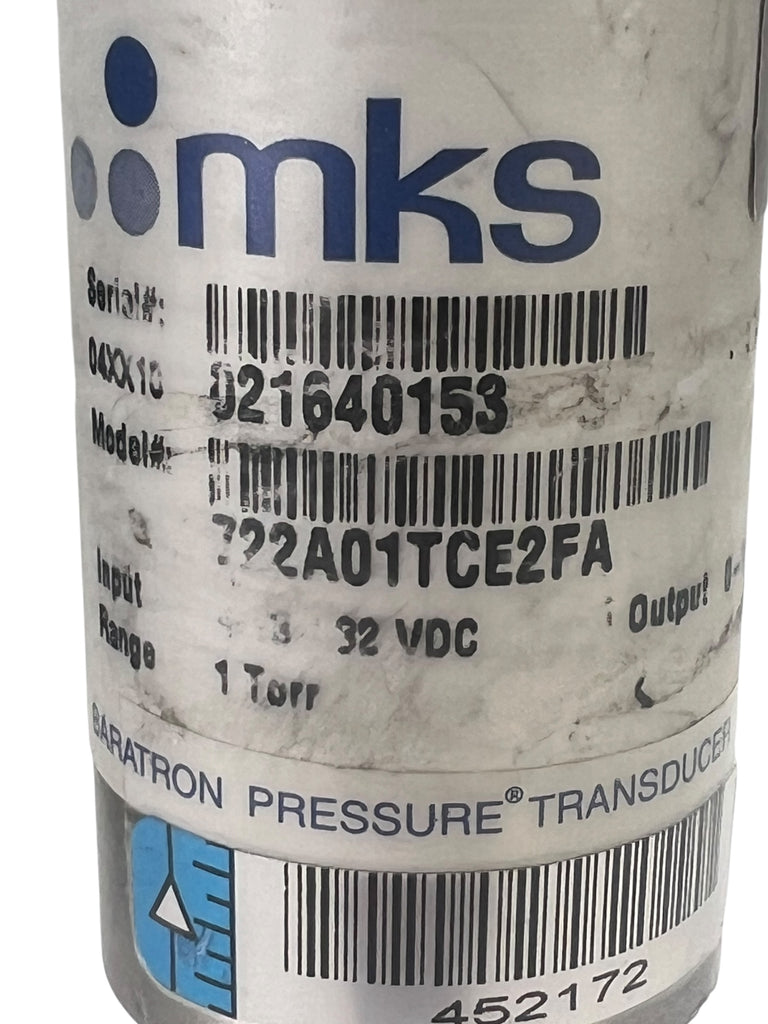 mks
Serial#:
04XX10
021640153
Model#:
722A01TCE2FA
Input 32 VDC Output
Range 1 Torr
BARATRON PRESSURE® TRANSDUCER
452172